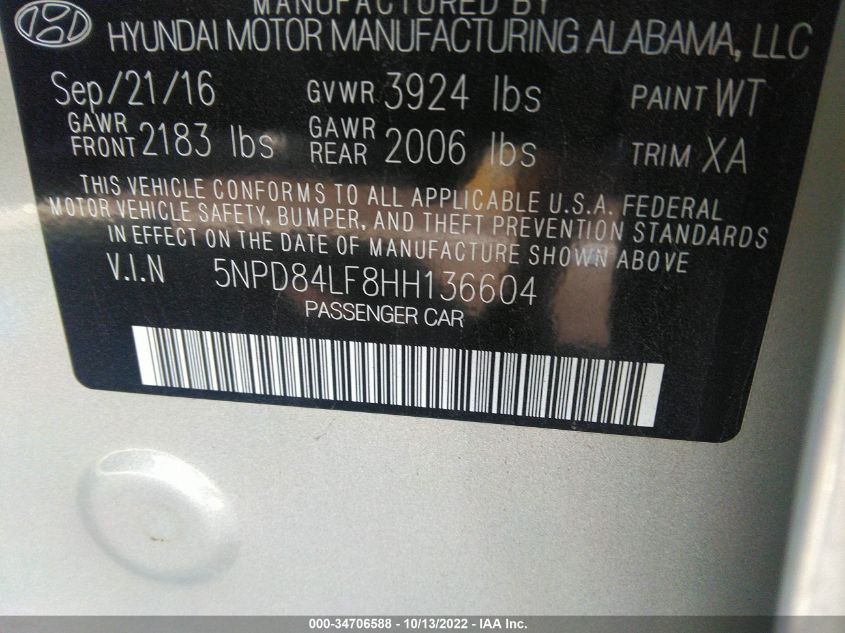 MANUFACTURED BY
HYUNDAI MOTOR MANUFACTURING ALABAMA, LLC
Sep/21/16 GVWR 3924 lbs PAINT WT
GAWR FRONT 2183 lbs GAWR REAR 2006 lbs TRIM XA
THIS VEHICLE CONFORMS TO ALL APPLICABLE U.S.A. FEDERAL
MOTOR VEHICLE SAFETY, BUMPER, AND THEFT PREVENTION STANDARDS
IN EFFECT ON THE DATE OF MANUFACTURE SHOWN ABOVE
V.I.N 5NPD84LF8HH136604
PASSENGER CAR
000-34706588 - 10/13/2022 - IAA Inc.